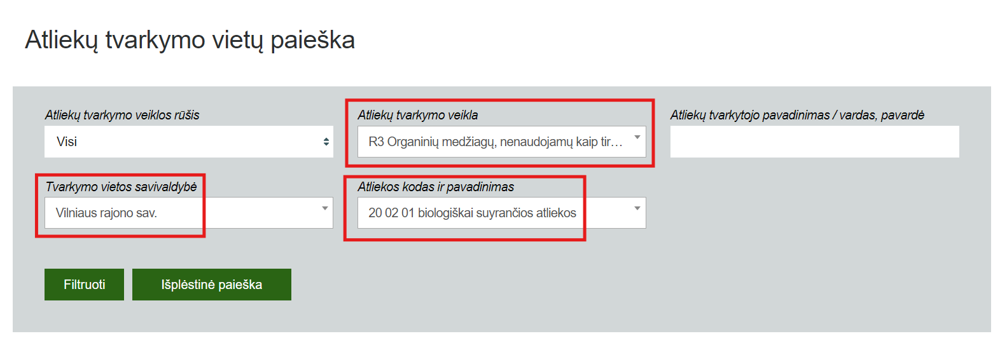 Atliekų tvarkymo vietų paieška
Atliekų tvarkymo veiklos rūšis
Visi
Atliekų tvarkymo veikla
R3 Organinių medžiagų, nenaudojamų kaip tir…
Atliekų tvarkytojo pavadinimas / vardas, pavardė
Tvarkymo vietos savivaldybė
Vilniaus rajono sav.
Atliekos kodas ir pavadinimas
20 02 01 biologiškai suyrančios atliekos
Filtruoti
Išplėstinė paieška